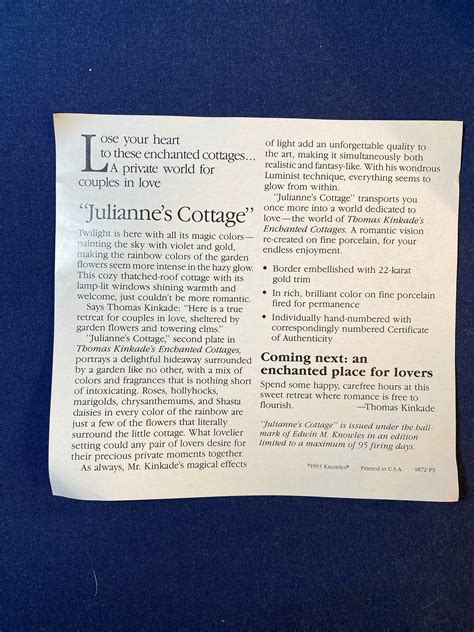 Lose your heart
to these enchanted cottages...
A private world for
couples in love
"Julianne's Cottage"
Twilight is here with all its magic colors—
painting the sky with violet and gold,
making the rainbow colors of the garden
flowers seem more intense in the hazy glow.
This cozy thatched-roof cottage with its
lamp-lit windows shining warmth and
welcome, just couldn't be more romantic.
Says Thomas Kinkade: "Here is a true
retreat for couples in love, sheltered by
garden flowers and towering elms."
"Julianne's Cottage," second plate in
Thomas Kinkade's Enchanted Cottages,
portrays a delightful hideaway surrounded
by a garden like no other, with a mix of
colors and fragrances that is nothing short
of intoxicating. Roses, hollyhocks,
marigolds, chrysanthemums, and Shasta
daisies in every color of the rainbow are
just a few of the flowers that literally
surround the little cottage. What lovelier
setting could any pair of lovers desire for
their precious private moments together.
As always, Mr. Kinkade's magical effects
of light add an unforgettable quality to
the art, making it simultaneously both
realistic and fantasy-like. With his wondrous
Luminist technique, everything seems to
glow from within.
"Julianne's Cottage" transports you
once more into a world dedicated to
love—the world of Thomas Kinkade's
Enchanted Cottages. A romantic vision
re-created on fine porcelain, for your
endless enjoyment.
• Border embellished with 22-karat
gold trim
• In rich, brilliant color on fine porcelain
fired for permanence
• Individually hand-numbered with
correspondingly numbered Certificate
of Authenticity
Coming next: an
enchanted place for lovers
Spend some happy, carefree hours at this
sweet retreat where romance is free to
flourish. —Thomas Kinkade
"Julianne's Cottage" is issued under the hall-
mark of Edwin M. Knowles in an edition
limited to a maximum of 95 firing days.
©1993 Knowles® Printed in U.S.A. 1872-PS